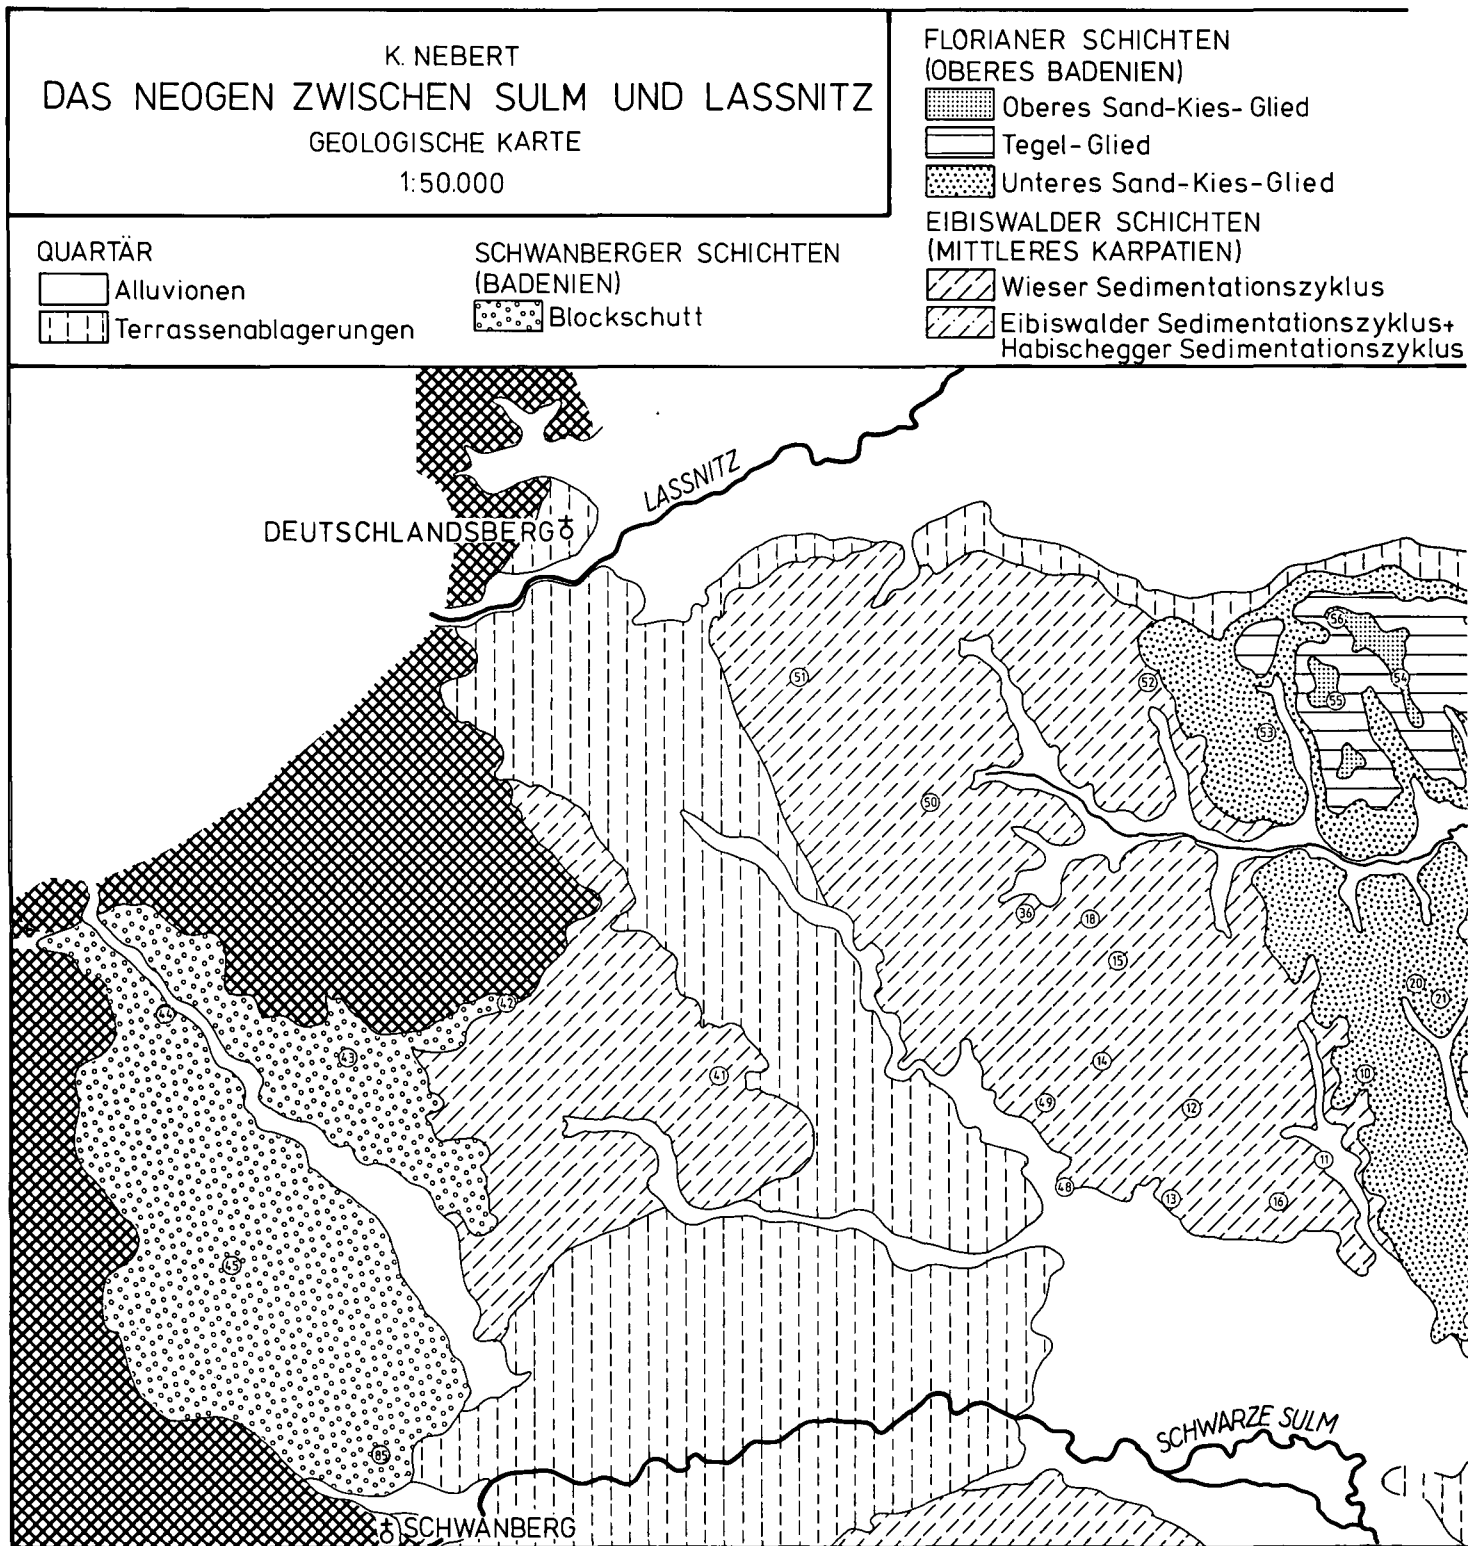 K. NEBERT
DAS NEOGEN ZWISCHEN SULM UND LASSNITZ
GEOLOGISCHE KARTE
1:50.000
QUARTÄR
Alluvionen
Terrassenablagerungen
SCHWANBERGER SCHICHTEN
(BADENIEN)
Blockschutt
FLORIANER SCHICHTEN
(OBERES BADENIEN)
Oberes Sand-Kies-Glied
Tegel-Glied
Unteres Sand-Kies-Glied
EIBISWALDER SCHICHTEN
(MITTLERES KARPATIEN)
Wieser Sedimentationszyklus
Eibiswalder Sedimentationszyklus+
Habischegger Sedimentationszyklus
LASSNITZ
DEUTSCHLANDSBERG
56
51
52
54
55
53
50
36
18
15
20
21
42
44
43
41
14
10
49
12
11
48
13
16
45
85
SCHWARZE SULM
SCHWANBERG